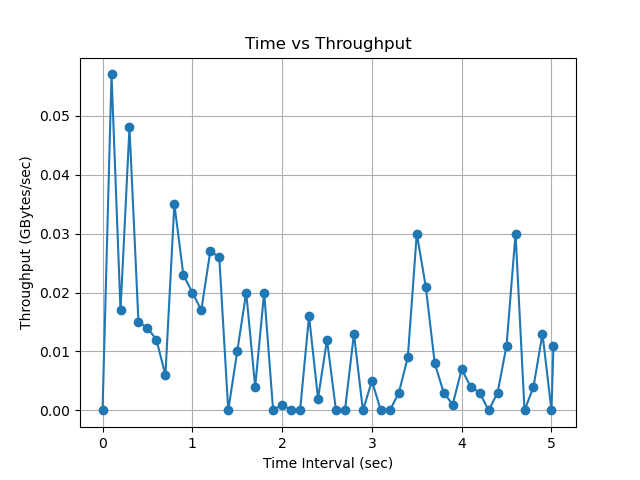 Time vs Throughput
Throughput (GBytes/sec)
0.05
0.04
0.03
0.02
0.01
0.00
0 1 2 3 4 5
Time Interval (sec)